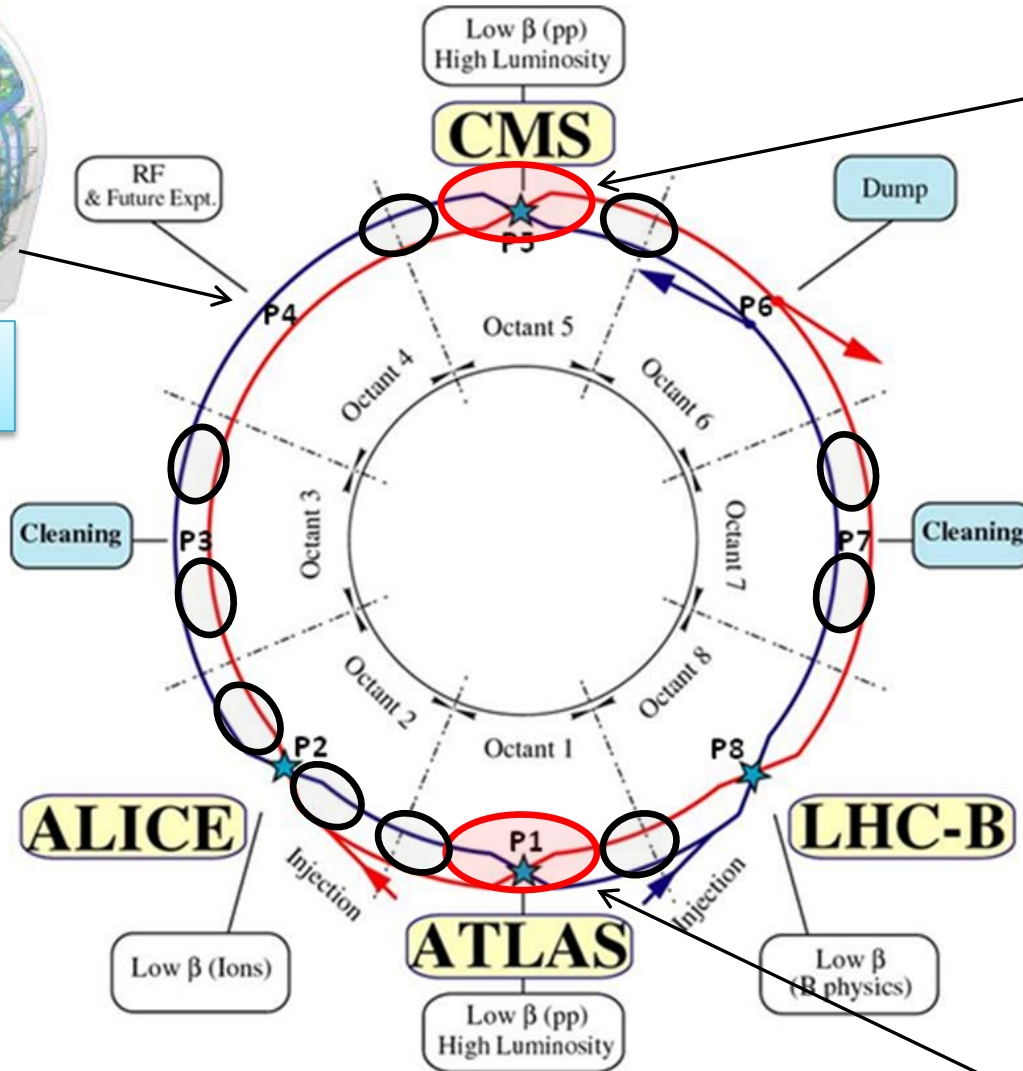 Low β (pp)
High Luminosity
CMS
RF
& Future Expt.
Dump
P5
P4
P6
Octant 5
Octant 4
Octant 6
Cleaning
P3
Octant 3
Octant 7
P7
Cleaning
Octant 2
Octant 8
Octant 1
P2
P8
ALICE
P1
LHC-B
Injection
Injection
ATLAS
Low β (Ions)
Low β
(B physics)
Low β (pp)
High Luminosity